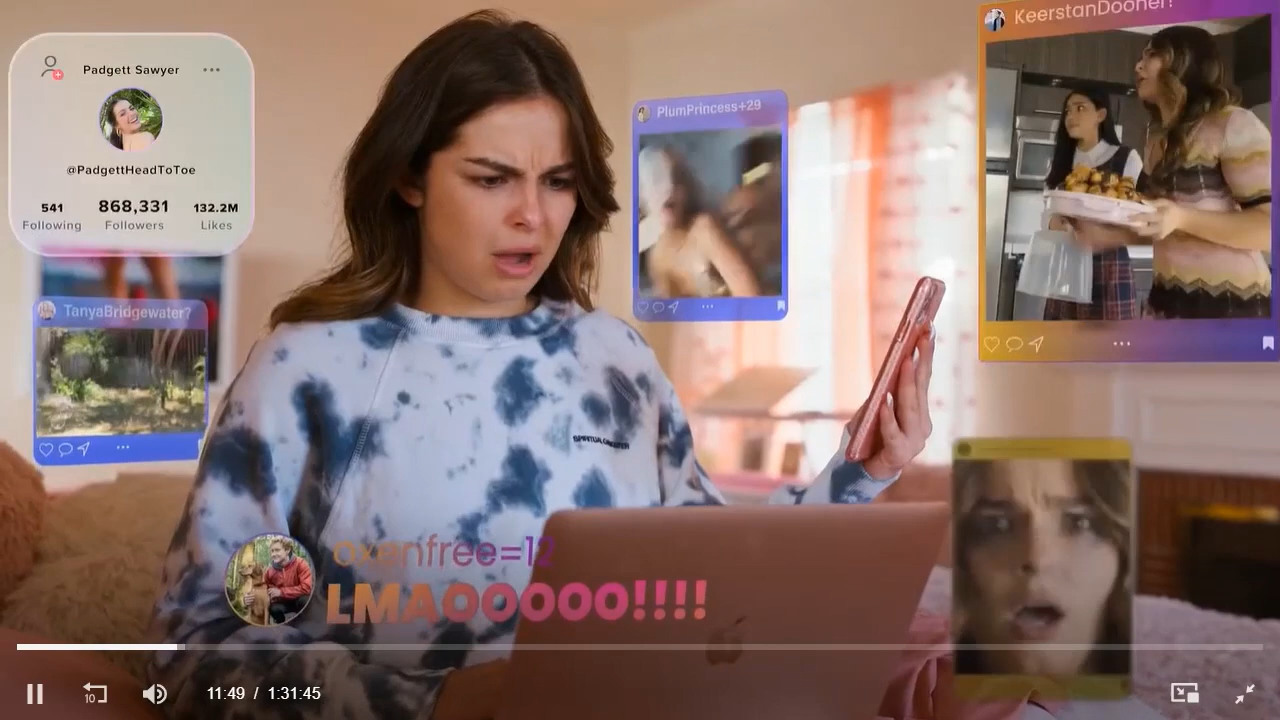 Padgett Sawyer
@PadgettHeadToToe
541 868,331 132.2M
Following Followers Likes
TanyaBridgewater?
PlumPrincess+29
KeerstanDooner!
oxenfree=12
LMAOOOOO!!!!
10 11:49 / 1:31:45